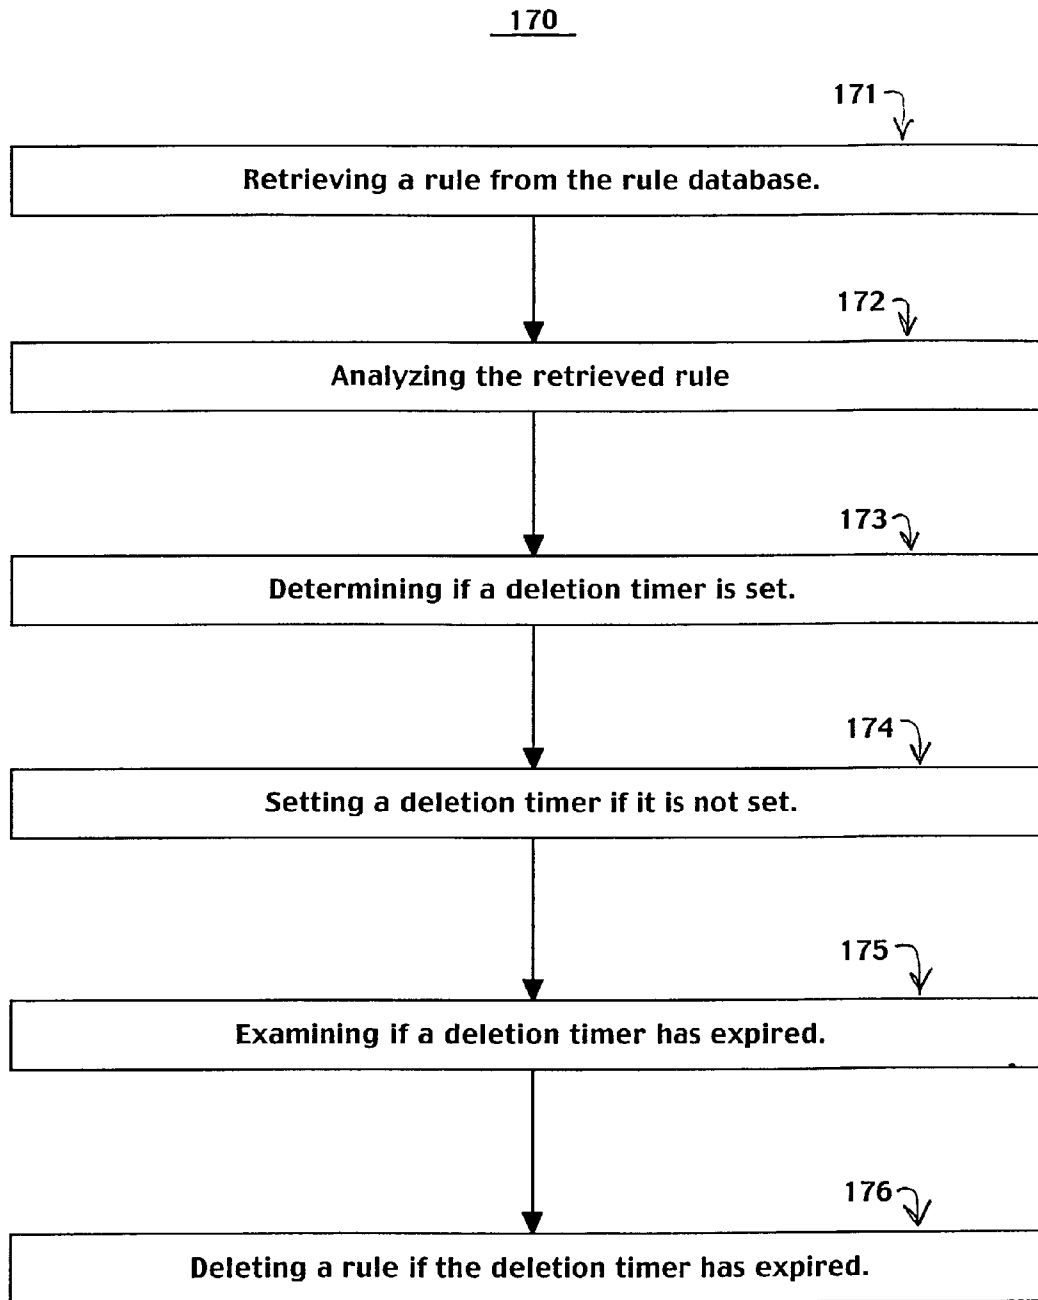 170
171
Retrieving a rule from the rule database.
172
Analyzing the retrieved rule
173
Determining if a deletion timer is set.
174
Setting a deletion timer if it is not set.
175
Examining if a deletion timer has expired.
176
Deleting a rule if the deletion timer has expired.